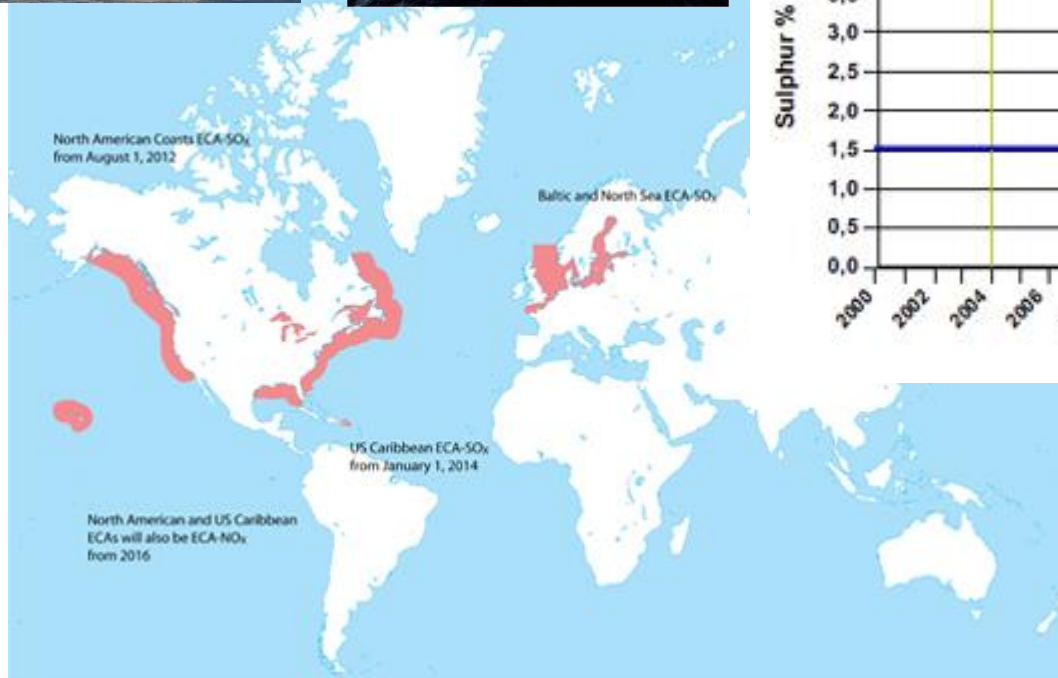 North American Coasts ECA-SOx
from August 1, 2012
Baltic and North Sea ECA-SOx
US Caribbean ECA-SOx
from January 1, 2014
North American and US Caribbean
ECAs will also be ECA-NOx
from 2016
Sulphur %
3,0
2,5
2,0
1,5
1,0
0,5
0,0
2000
2002
2004
2006